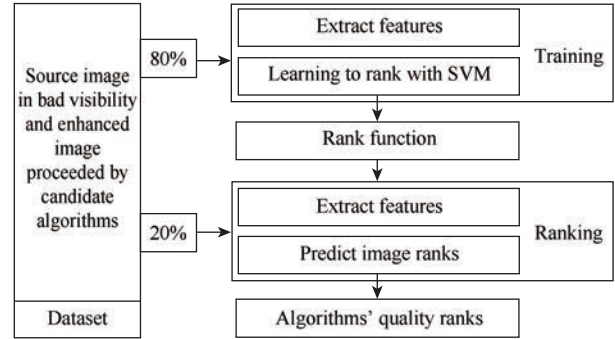 Source image
in bad visibility
and enhanced
image
proceeded by
candidate
algorithms
Dataset
80%
20%
Extract features
Learning to rank with SVM
Training
Rank function
Extract features
Predict image ranks
Ranking
Algorithms' quality ranks